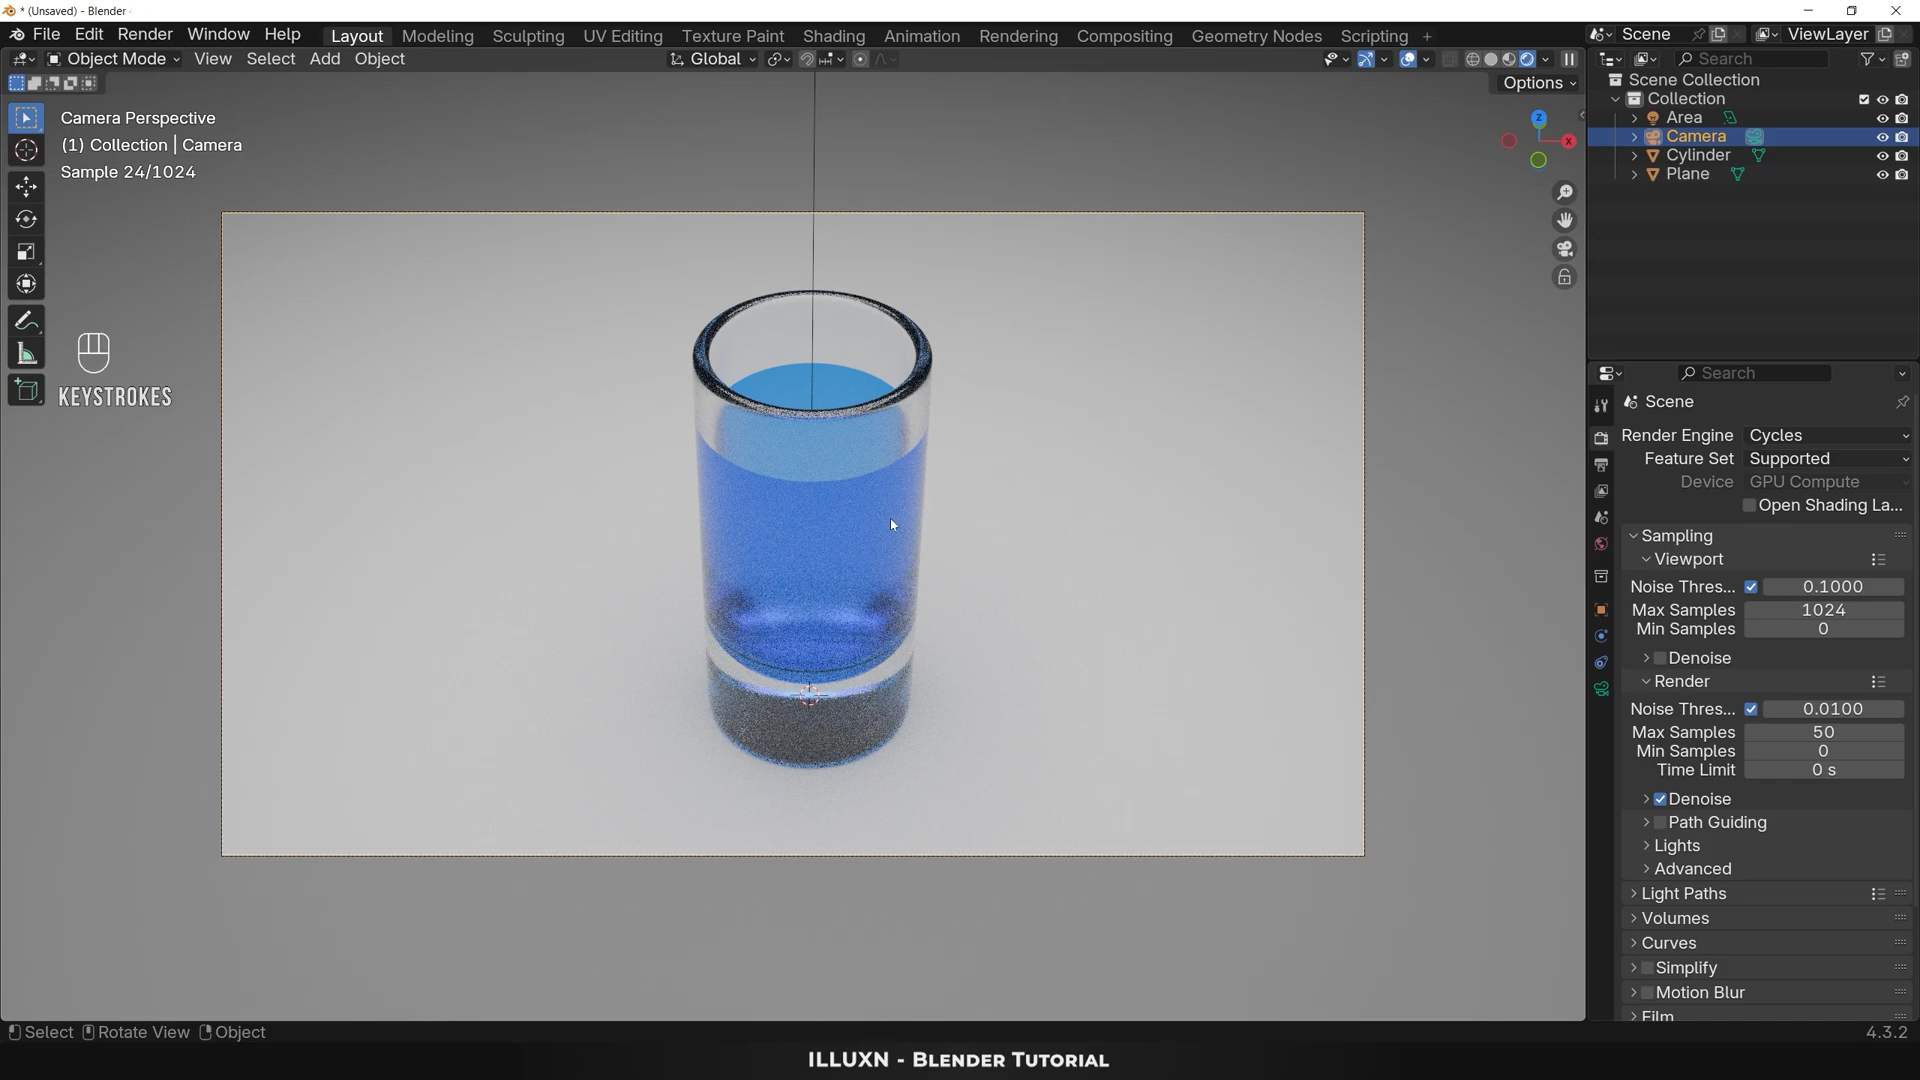 * (Unsaved) - Blender
File Edit Render Window Help Layout Modeling Sculpting UV Editing Texture Paint Shading Animation Rendering Compositing Geometry Nodes Scripting + Scene ViewLayer
Object Mode View Select Add Object Global Search
Options
Scene Collection
Collection
Area
Camera
Cylinder
Plane
Camera Perspective
(1) Collection | Camera
Sample 24/1024
Z
X
KEYSTROKES
Search
Scene
Render Engine Cycles
Feature Set Supported
Device GPU Compute
Open Shading La...
Sampling
Viewport
Noise Thres... 0.1000
Max Samples 1024
Min Samples 0
Denoise
Render
Noise Thres... 0.0100
Max Samples 50
Min Samples 0
Time Limit 0 s
Denoise
Path Guiding
Lights
Advanced
Light Paths
Volumes
Curves
Simplify
Motion Blur
Film
Select Rotate View Object 4.3.2
ILLUXN - BLENDER TUTORIAL